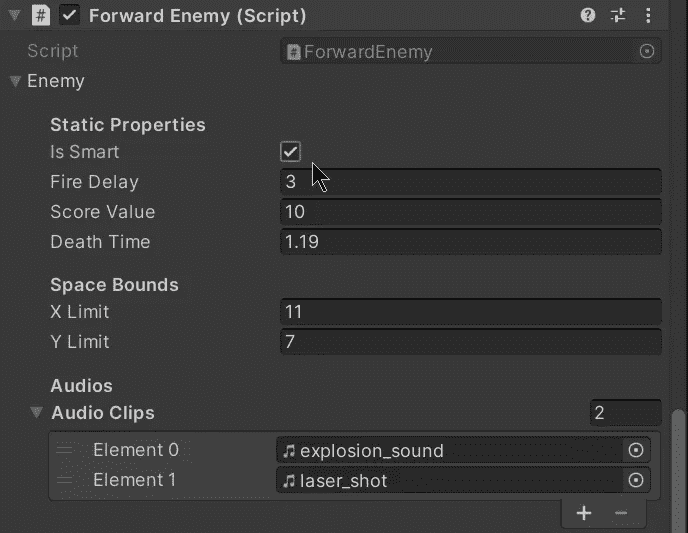 Forward Enemy (Script)
Script ForwardEnemy
Enemy
Static Properties
Is Smart
Fire Delay 3
Score Value 10
Death Time 1.19
Space Bounds
X Limit 11
Y Limit 7
Audios
Audio Clips 2
Element 0 explosion_sound
Element 1 laser_shot